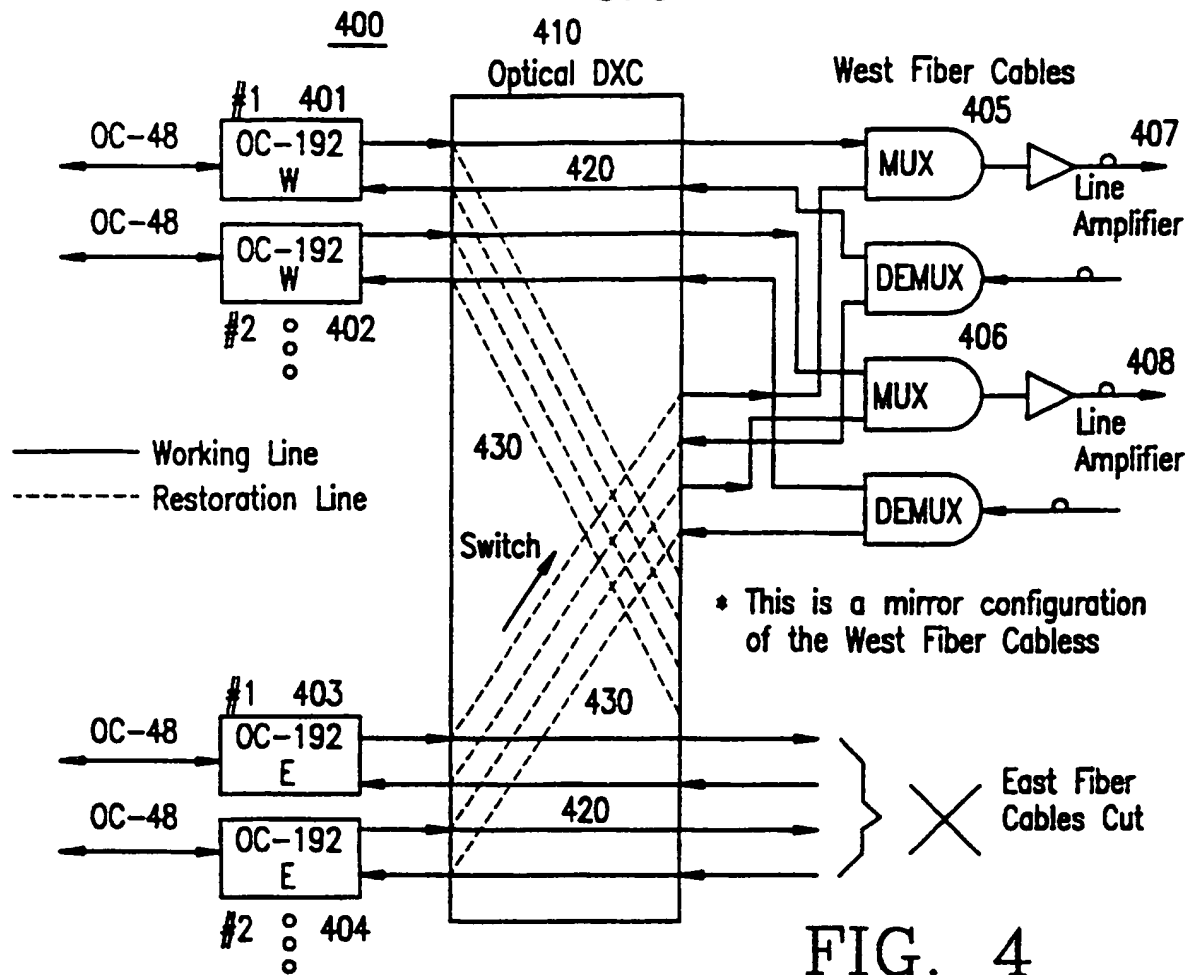 400
410
Optical DXC
West Fiber Cables
#1 401
OC-48
OC-192
W
405
407
MUX
420
Line
Amplifier
OC-48
OC-192
W
DEMUX
#2 402
406
408
MUX
Line
Amplifier
430
Working Line
Restoration Line
DEMUX
Switch
* This is a mirror configuration
of the West Fiber Cabless
#1 403
430
OC-48
OC-192
E
East Fiber
Cables Cut
420
OC-48
OC-192
E
#2 404
FIG. 4